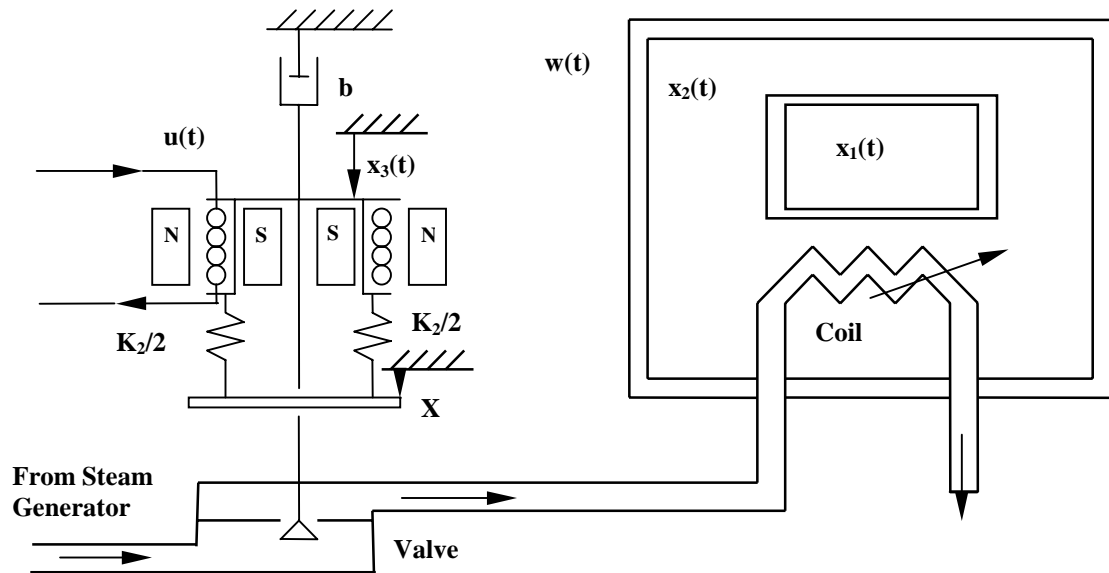 w(t)
b
x₂(t)
u(t)
x₃(t)
x₁(t)
N
S
S
N
K₂/2
K₂/2
Coil
X
From Steam
Generator
Valve